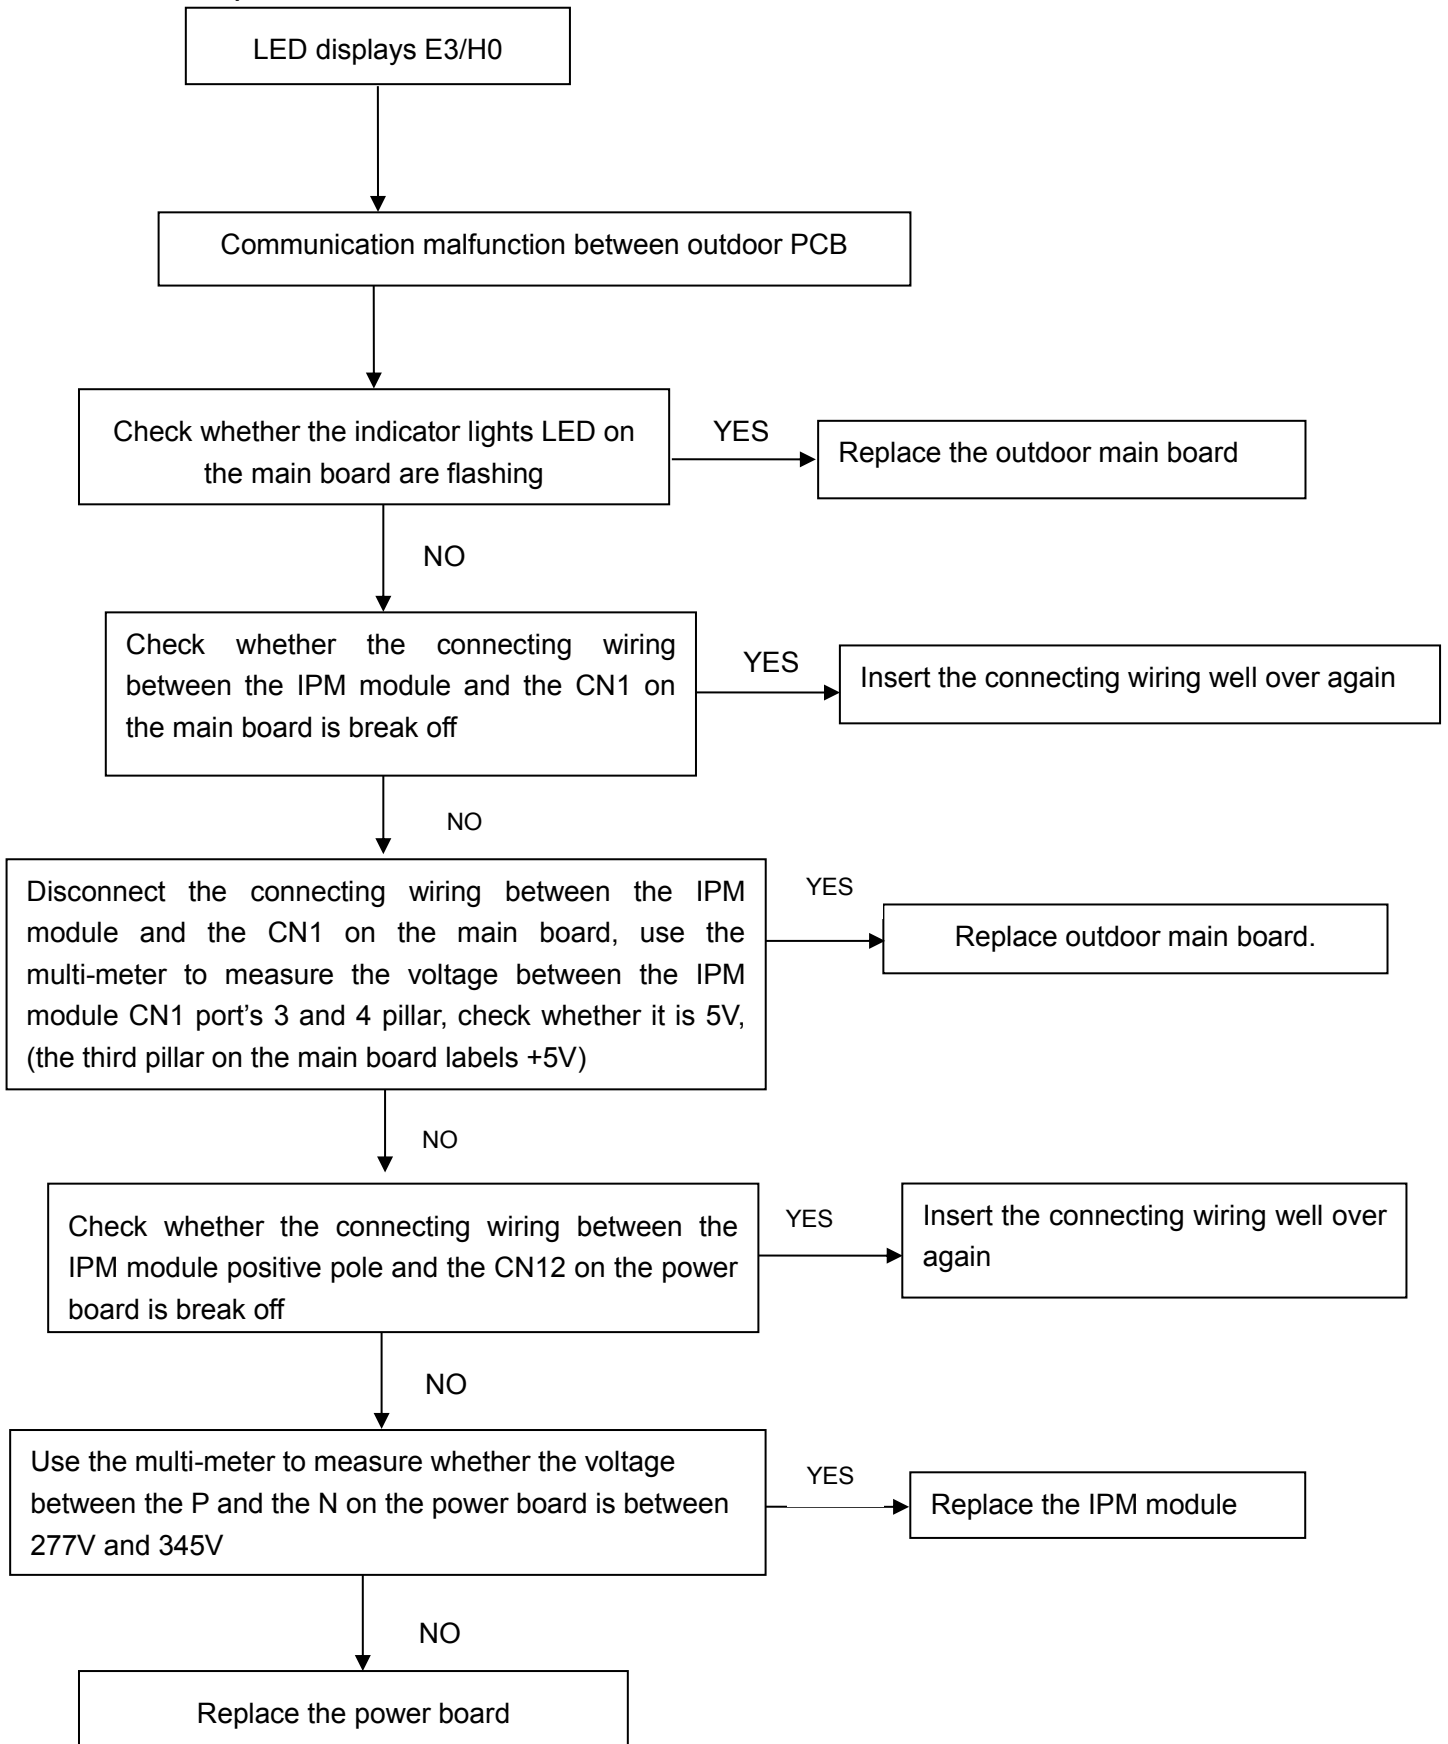 LED displays E3/H0
Communication malfunction between outdoor PCB
Check whether the indicator lights LED on
the main board are flashing
YES
Replace the outdoor main board
NO
Check whether the connecting wiring
between the IPM module and the CN1 on
the main board is break off
YES
Insert the connecting wiring well over again
NO
Disconnect the connecting wiring between the IPM
module and the CN1 on the main board, use the
multi-meter to measure the voltage between the IPM
module CN1 port’s 3 and 4 pillar, check whether it is 5V,
(the third pillar on the main board labels +5V)
YES
Replace outdoor main board.
NO
Check whether the connecting wiring between the
IPM module positive pole and the CN12 on the power
board is break off
YES
Insert the connecting wiring well over
again
NO
Use the multi-meter to measure whether the voltage
between the P and the N on the power board is between
277V and 345V
YES
Replace the IPM module
NO
Replace the power board